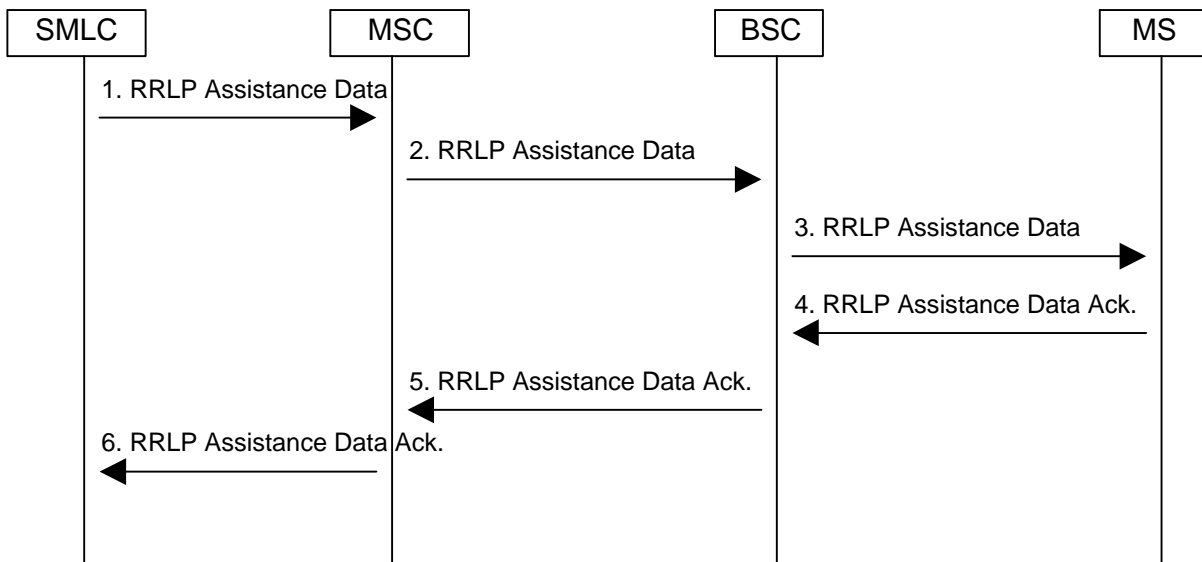 SMLC
MSC
BSC
MS
1. RRLP Assistance Data
2. RRLP Assistance Data
3. RRLP Assistance Data
4. RRLP Assistance Data Ack.
5. RRLP Assistance Data Ack.
6. RRLP Assistance Data Ack.